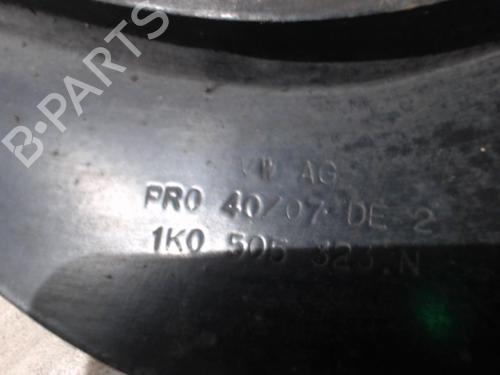 B-PARTS
VW AG
PRO 40/07 DE 2
1K0 505 323.N